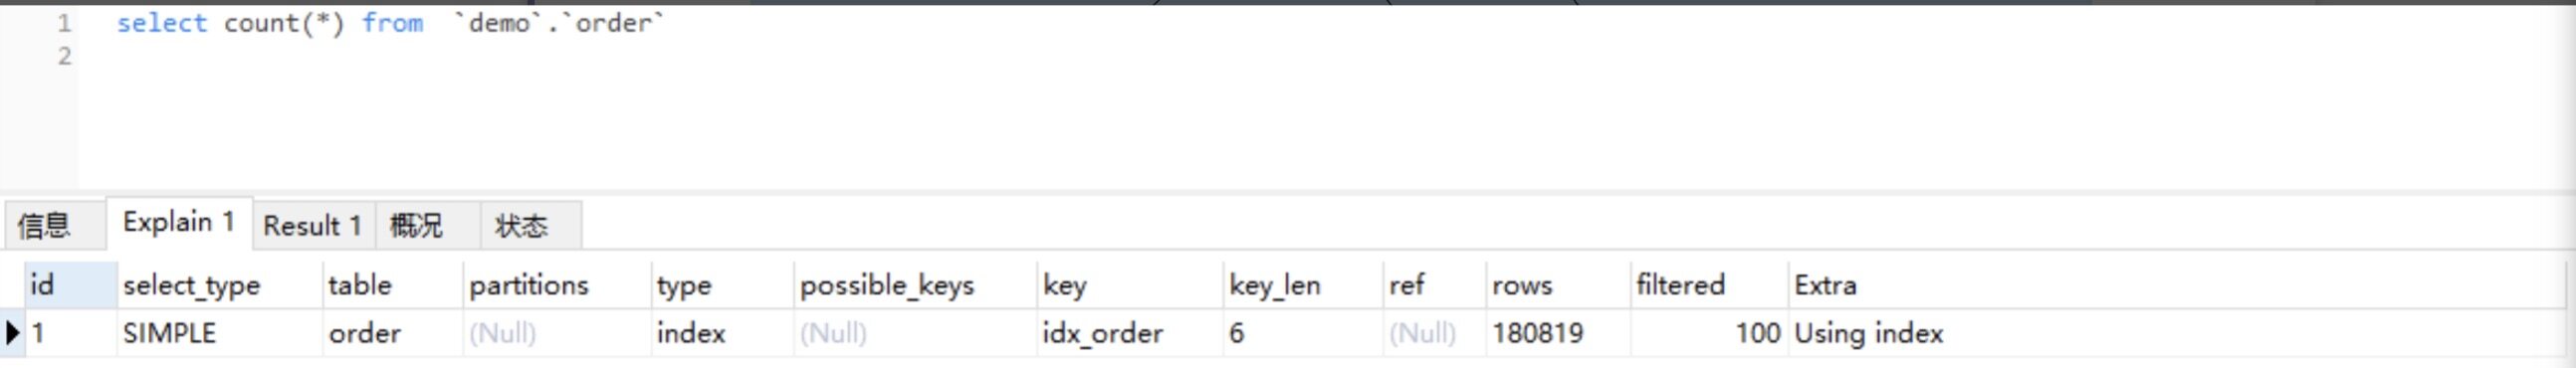 1 select count(*) from `demo`.`order`
2
信息 Explain 1 Result 1 概况 状态
id select_type table partitions type possible_keys key key_len ref rows filtered Extra
1 SIMPLE order (Null) index (Null) idx_order 6 (Null) 180819 100 Using index